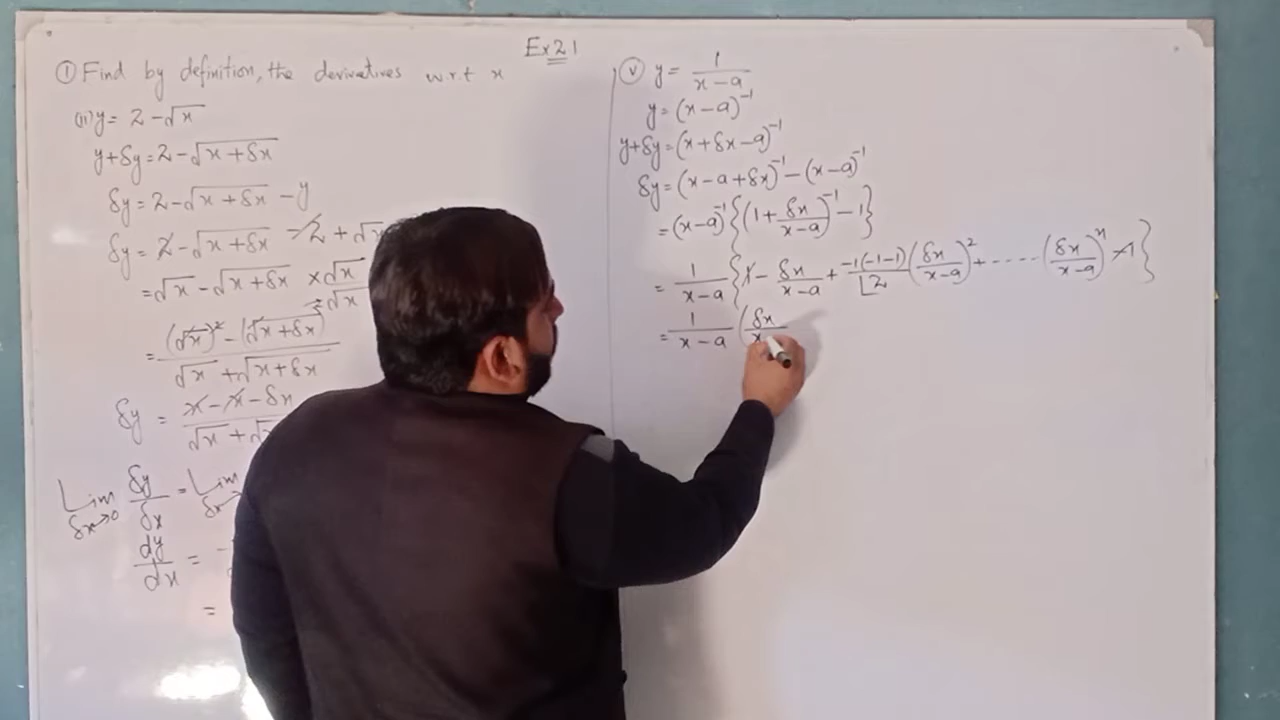 Ex 2.1
① Find by definition, the derivatives w.r.t x
(ii) y = 2 - √x
y + δy = 2 - √(x + δx)
δy = 2 - √(x + δx) - y
δy = 2 - √(x + δx) - 2 + √x
= √x - √(x + δx) × √x
√x
= ((√x)² - (√(x + δx))²) / (√x + √(x + δx))
δy = (x - x - δx) / (√x + √
Lim δx→0 δy/δx = Lim δx→
dy/dx = -
=
(v) y = 1/(x - a)
y = (x - a)⁻¹
y + δy = (x + δx - a)⁻¹
δy = (x - a + δx)⁻¹ - (x - a)⁻¹
= (x - a)⁻¹ {(1 + δx/(x - a))⁻¹ - 1}
= 1/(x - a) {1 - δx/(x - a) + (-1(-1-1))/⌊2 (δx/(x - a))² + ..... (δx/(x - a))ⁿ - 1}
= 1/(x - a) (δx/x